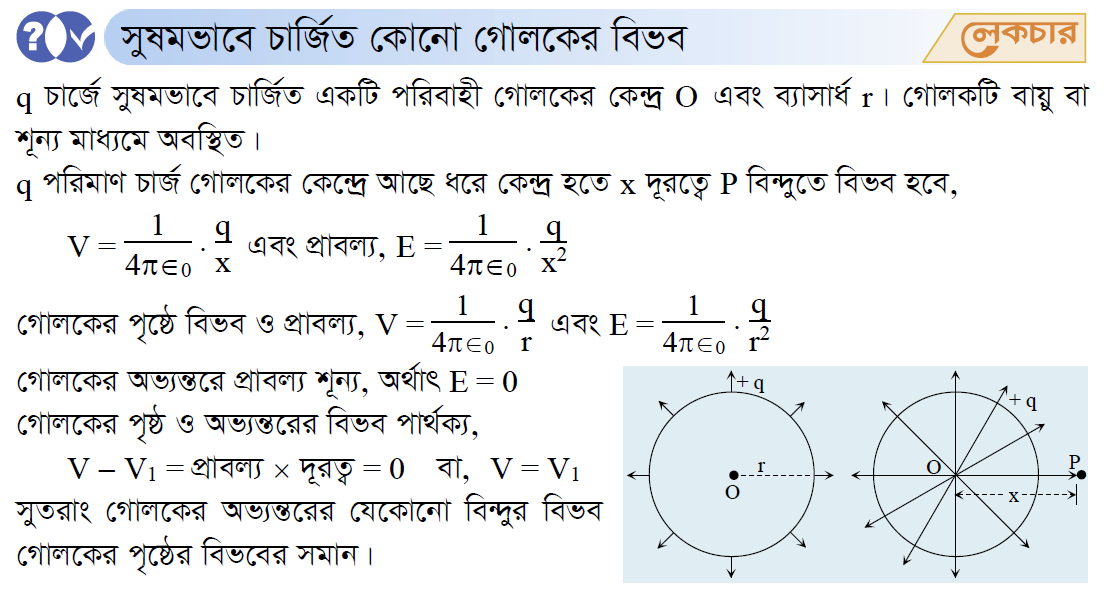 সুষমভাবে চার্জিত কোনো গোলকের বিভব
লেকচার
q চার্জে সুষমভাবে চার্জিত একটি পরিবাহী গোলকের কেন্দ্র O এবং ব্যাসার্ধ r। গোলকটি বায়ু বা
শূন্য মাধ্যমে অবস্থিত।
q পরিমাণ চার্জ গোলকের কেন্দ্রে আছে ধরে কেন্দ্র হতে x দূরত্বে P বিন্দুতে বিভব হবে,
V = 1/4π∈₀ · q/x এবং প্রাবল্য, E = 1/4π∈₀ · q/x²
গোলকের পৃষ্ঠে বিভব ও প্রাবল্য, V = 1/4π∈₀ · q/r এবং E = 1/4π∈₀ · q/r²
গোলকের অভ্যন্তরে প্রাবল্য শূন্য, অর্থাৎ E = 0
গোলকের পৃষ্ঠ ও অভ্যন্তরের বিভব পার্থক্য,
V – V₁ = প্রাবল্য × দূরত্ব = 0 বা, V = V₁
সুতরাং গোলকের অভ্যন্তরের যেকোনো বিন্দুর বিভব
গোলকের পৃষ্ঠের বিভবের সমান।
+ q
r
O
+ q
O
P
x